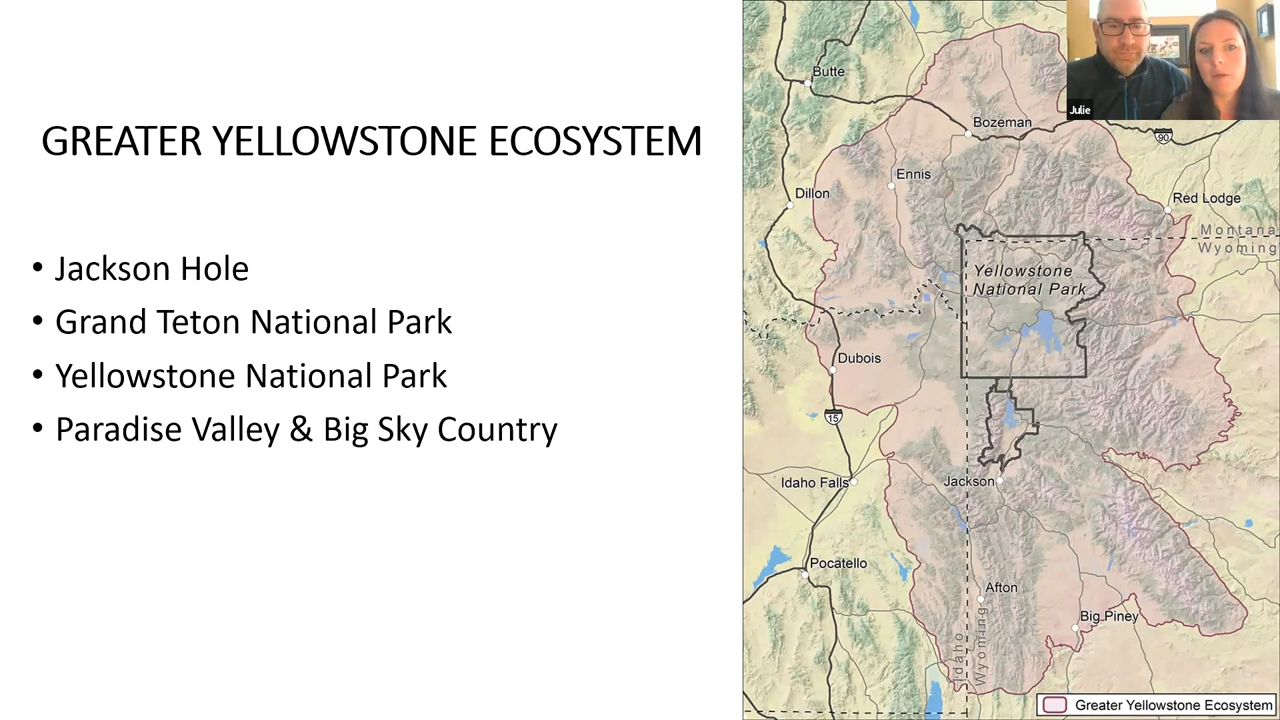 GREATER YELLOWSTONE ECOSYSTEM
• Jackson Hole
• Grand Teton National Park
• Yellowstone National Park
• Paradise Valley & Big Sky Country
Julie
Butte
Bozeman
90
Ennis
Dillon
Red Lodge
Montana
Wyoming
Yellowstone
National Park
Dubois
15
Idaho Falls
Jackson
Pocatello
Afton
Big Piney
Idaho
Wyoming
Greater Yellowstone Ecosystem